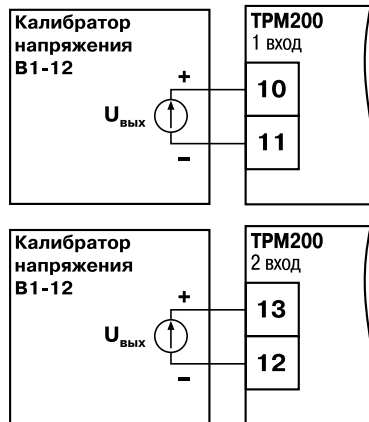 Калибратор
напряжения
В1-12
ТРМ200
1 вход
+
10
Uвых
11
−
Калибратор
напряжения
В1-12
ТРМ200
2 вход
+
13
Uвых
12
−